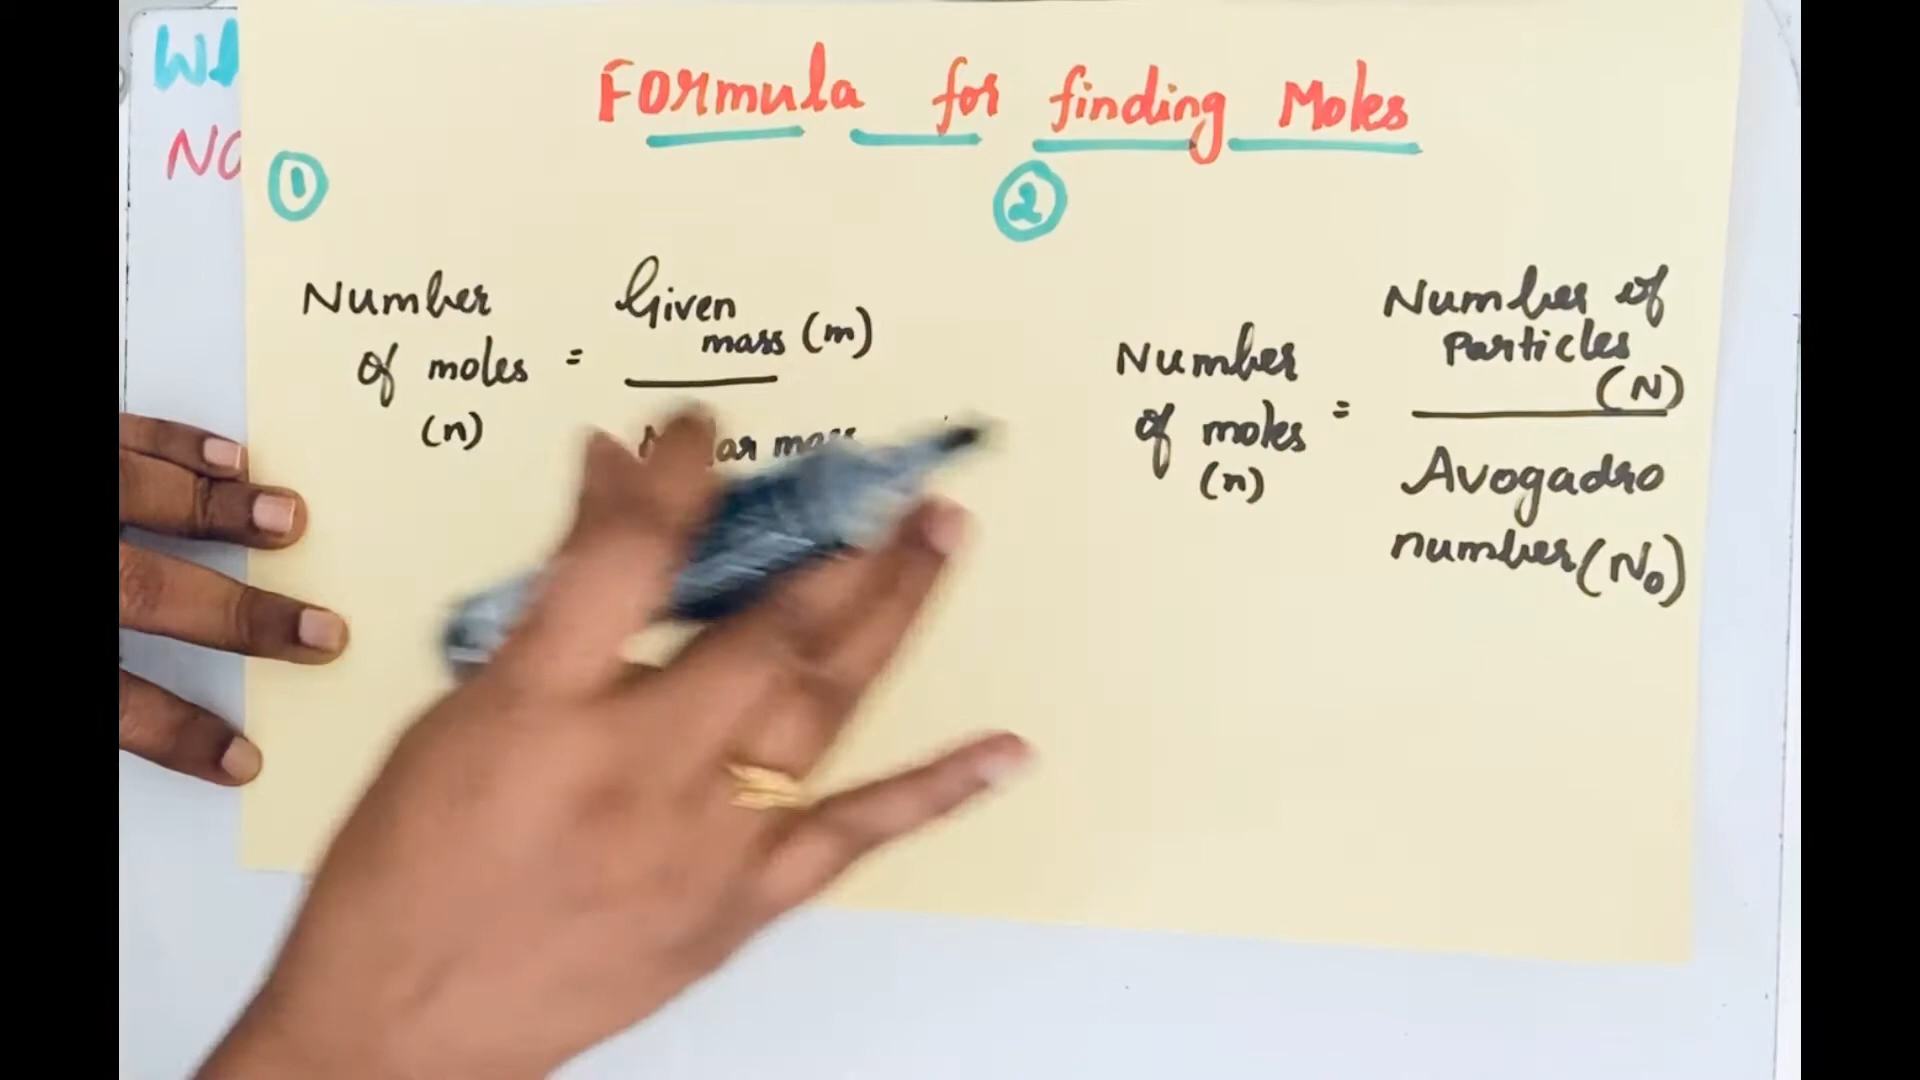 Formula for finding Moles
①
Number
of moles =
(n)
Given
mass (m)
mass
②
Number
of moles =
(n)
Number of
Particles
(N)
Avogadro
number (N₀)